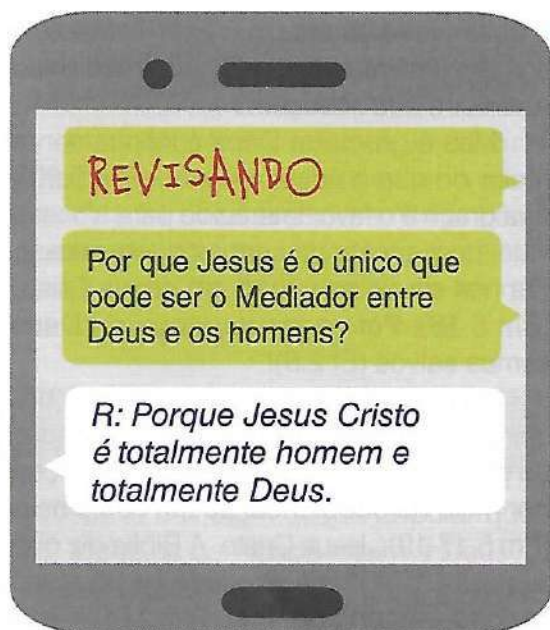 REVISANDO
Por que Jesus é o único que
pode ser o Mediador entre
Deus e os homens?
R: Porque Jesus Cristo
é totalmente homem e
totalmente Deus.